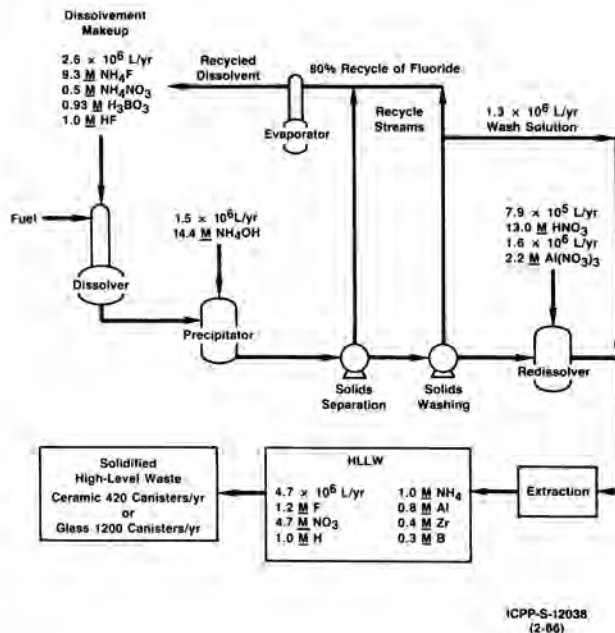 Dissolvement
Makeup
2.6 × 10⁶ L/yr
9.3 M NH4F
0.5 M NH4NO3
0.93 M H3BO3
1.0 M HF
Recycled
Dissolvent
80% Recycle of Fluoride
Evaporator
Recycle
Streams
1.3 × 10⁶ L/yr
Wash Solution
Fuel
Dissolver
1.5 × 10⁶L/yr
14.4 M NH4OH
Precipitator
7.9 × 10⁵ L/yr
13.0 M HNO3
1.6 × 10⁶ L/yr
2.2 M Al(NO3)3
Solids
Separation
Solids
Washing
Redissolver
Solidified
High-Level Waste
Ceramic 420 Canisters/yr
or
Glass 1200 Canisters/yr
HLLW
4.7 × 10⁶ L/yr
1.2 M F
4.7 M NO3
1.0 M H
1.0 M NH4
0.8 M Al
0.4 M Zr
0.3 M B
Extraction
ICPP-S-12038
(2-86)